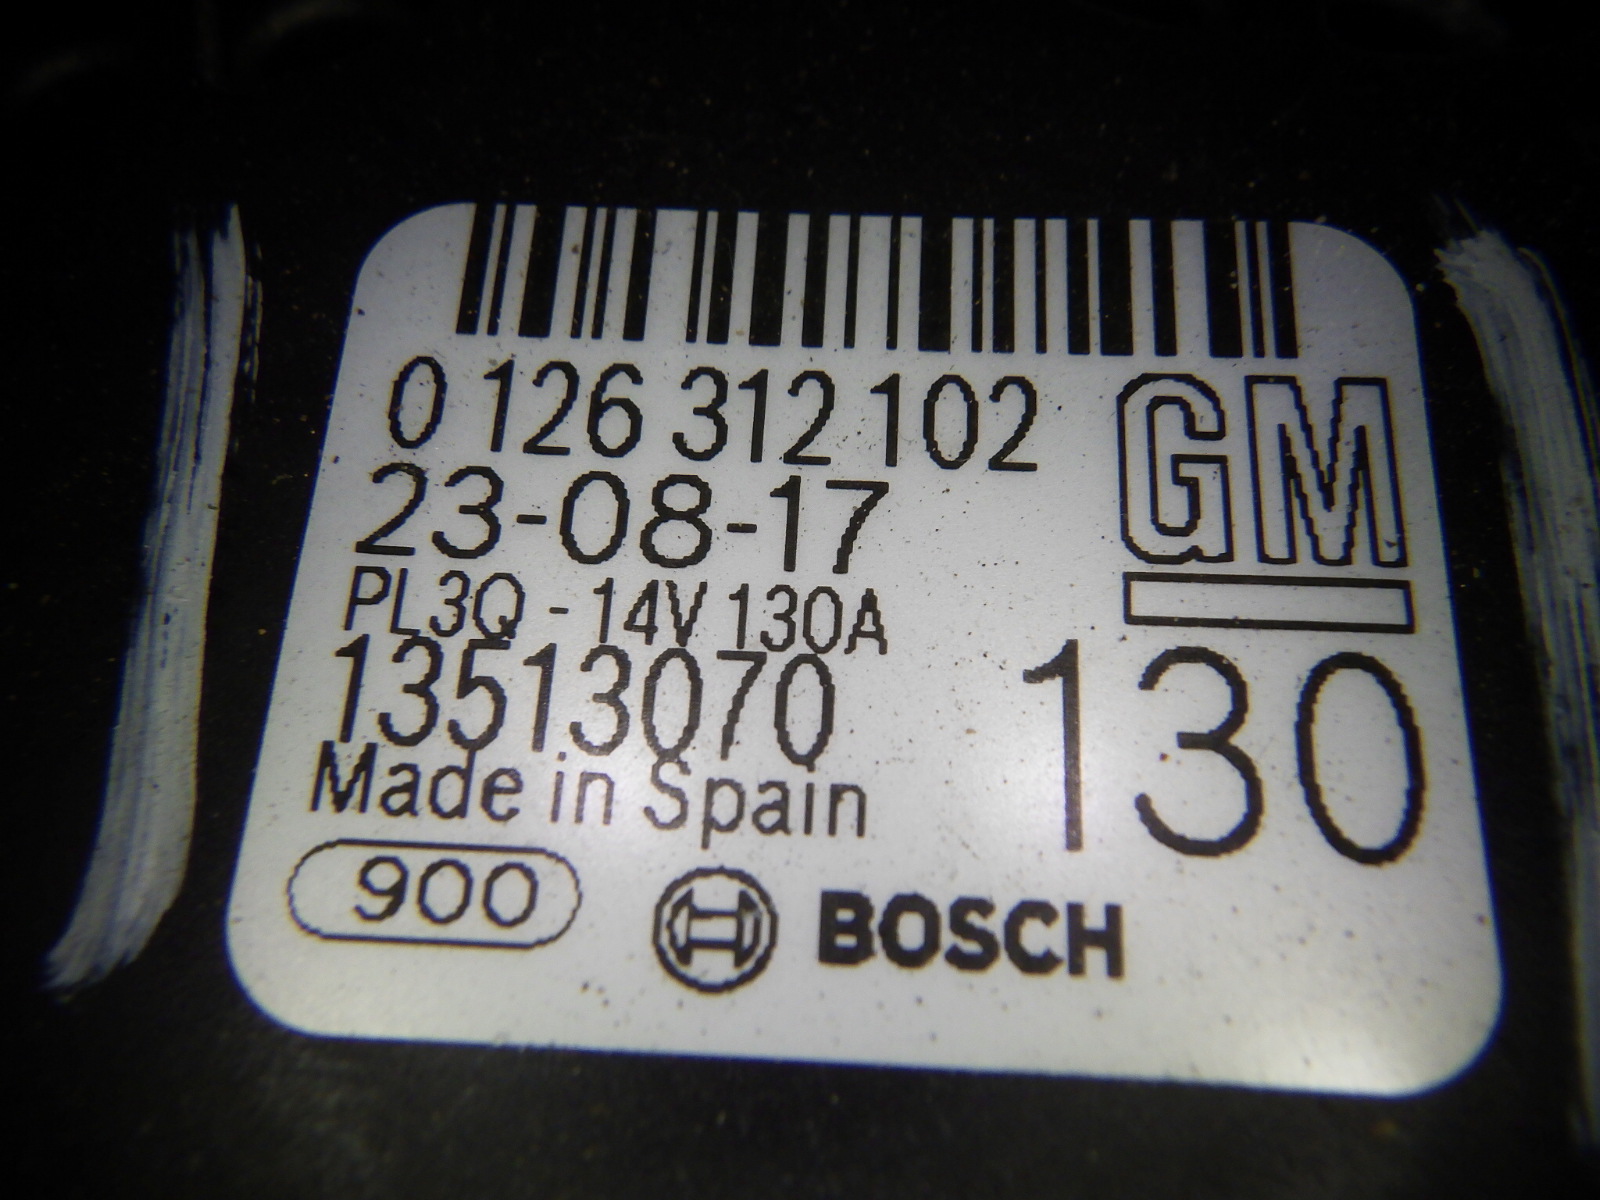 0 126 312 102
GM
23-08-17
PL3Q - 14V 130A
13513070
130
Made in Spain
900
BOSCH